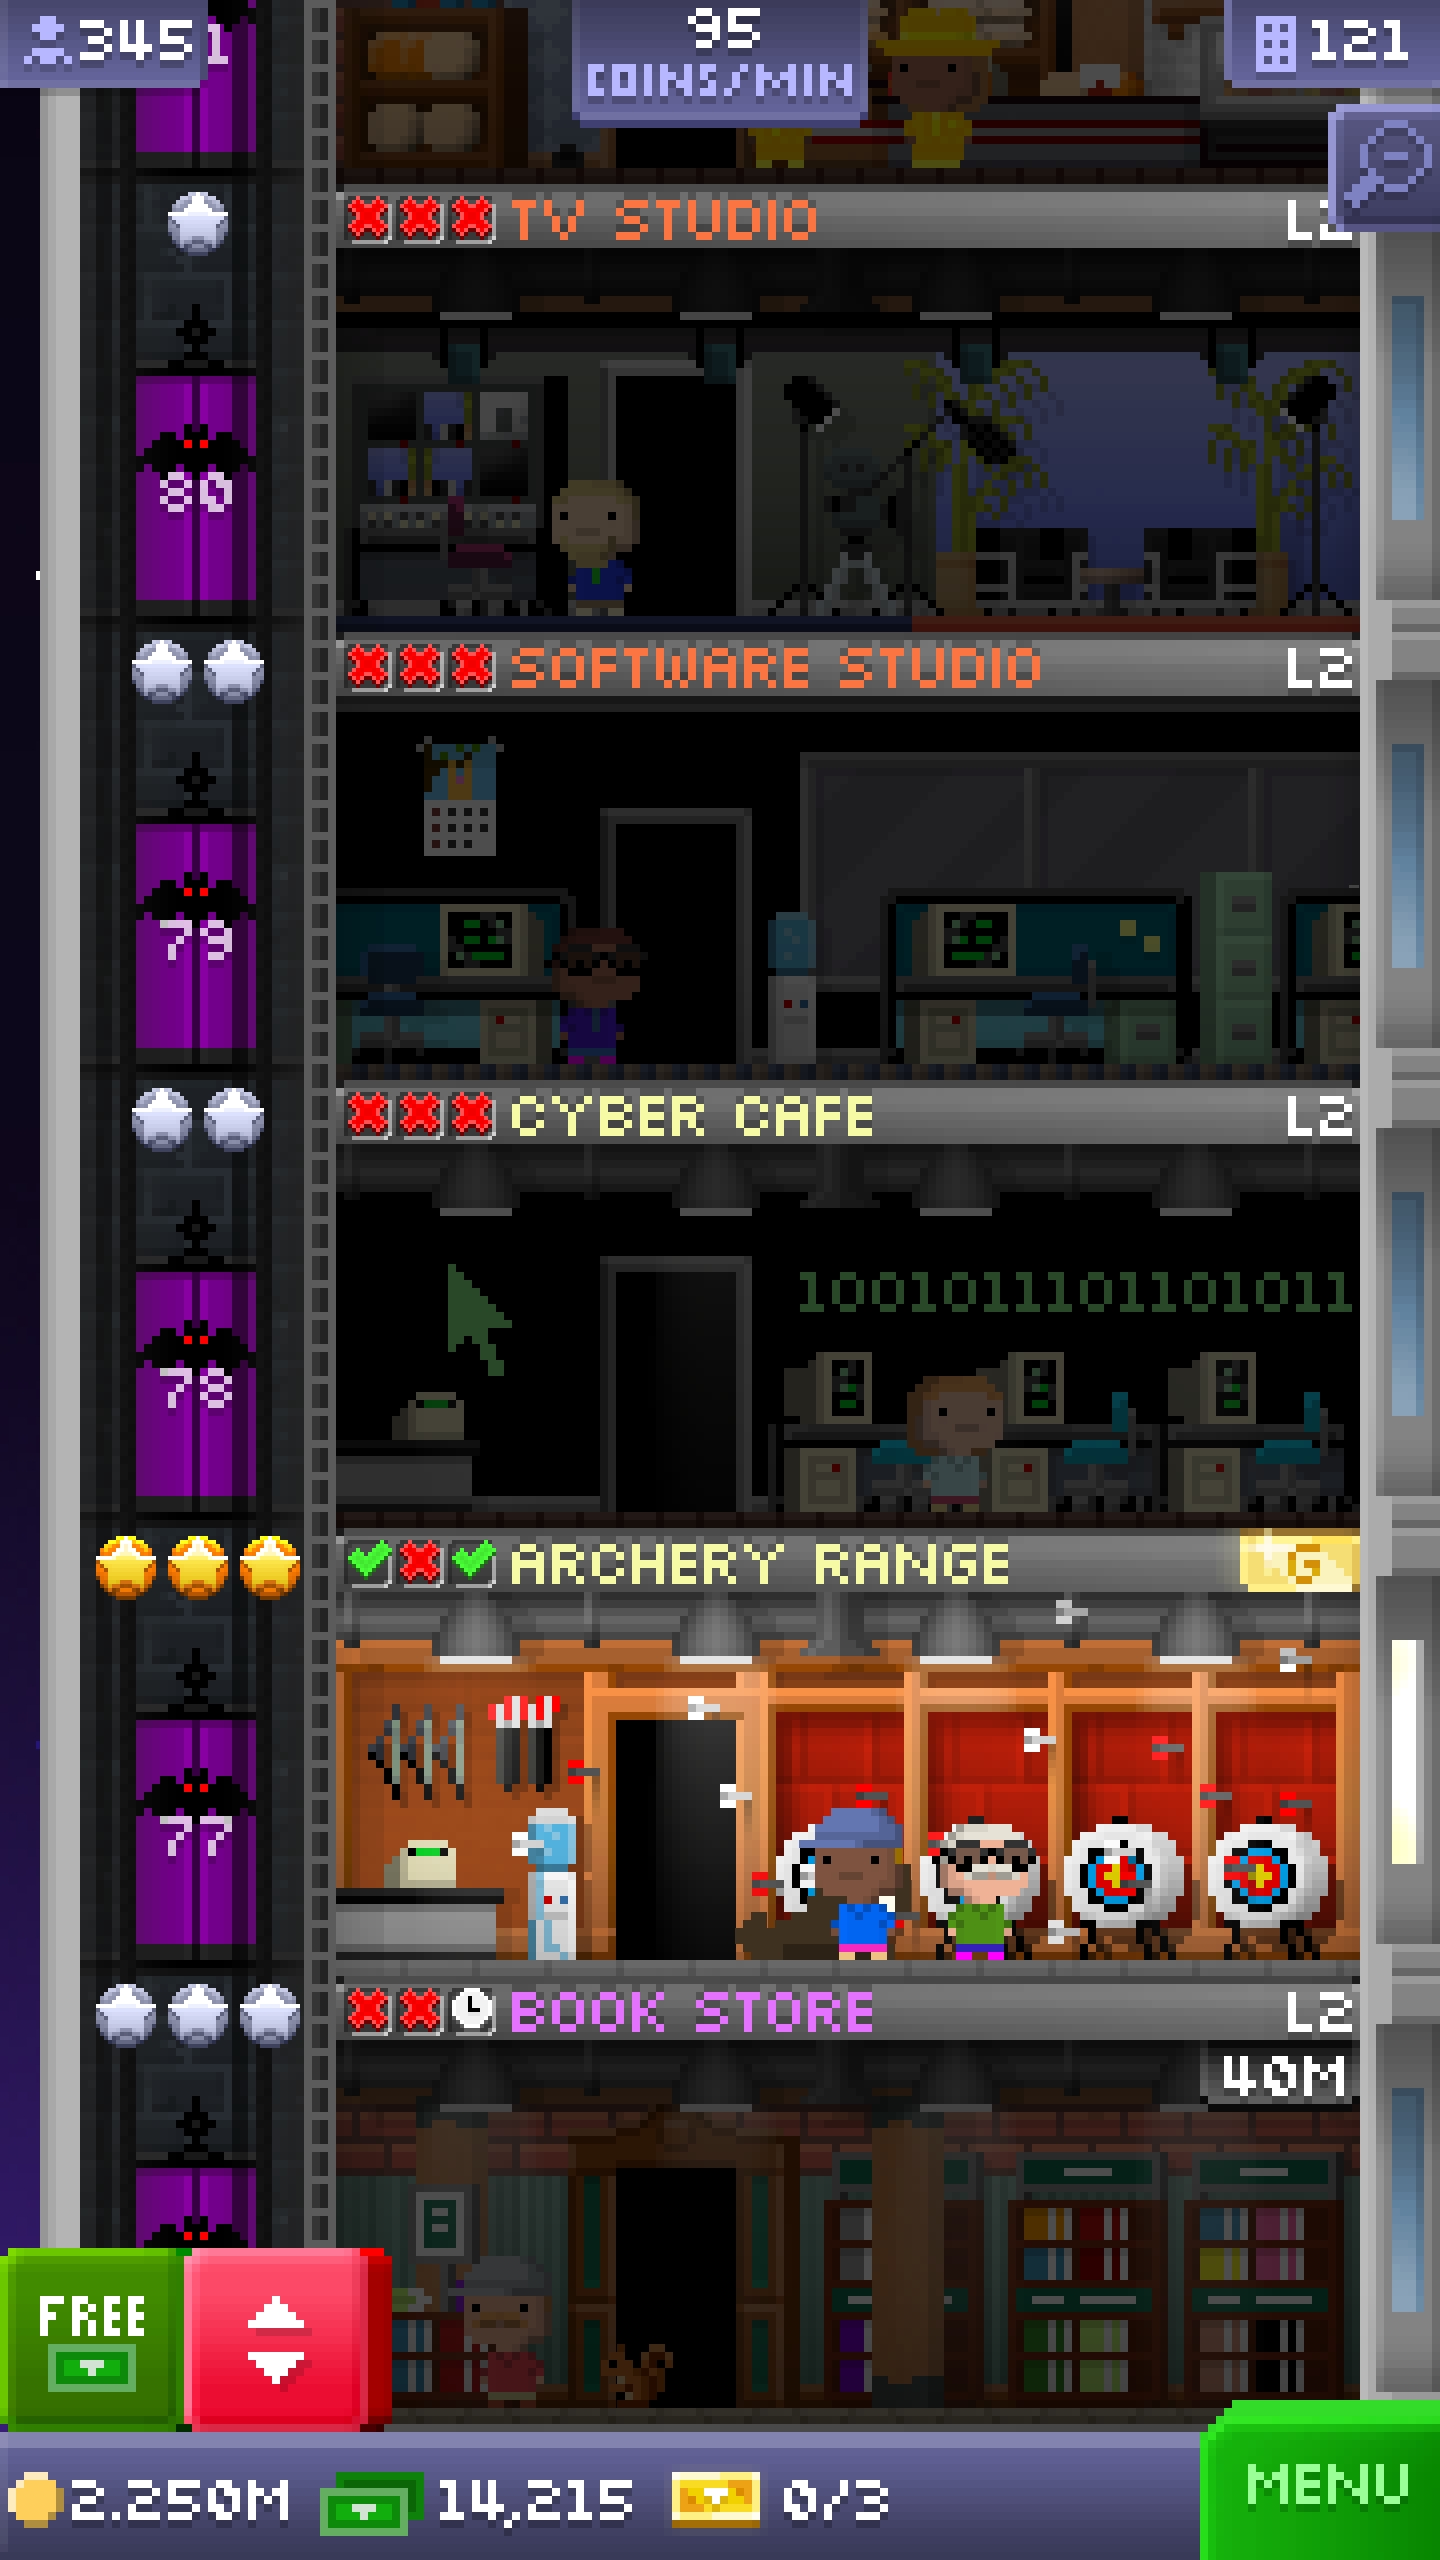 345
1
95
COINS/MIN
121
TV STUDIO
80
SOFTWARE STUDIO L2
79
CYBER CAFE L2
1001011101101011
78
ARCHERY RANGE G
77
BOOK STORE L2
40M
FREE
2.250M 14,215 0/3
MENU